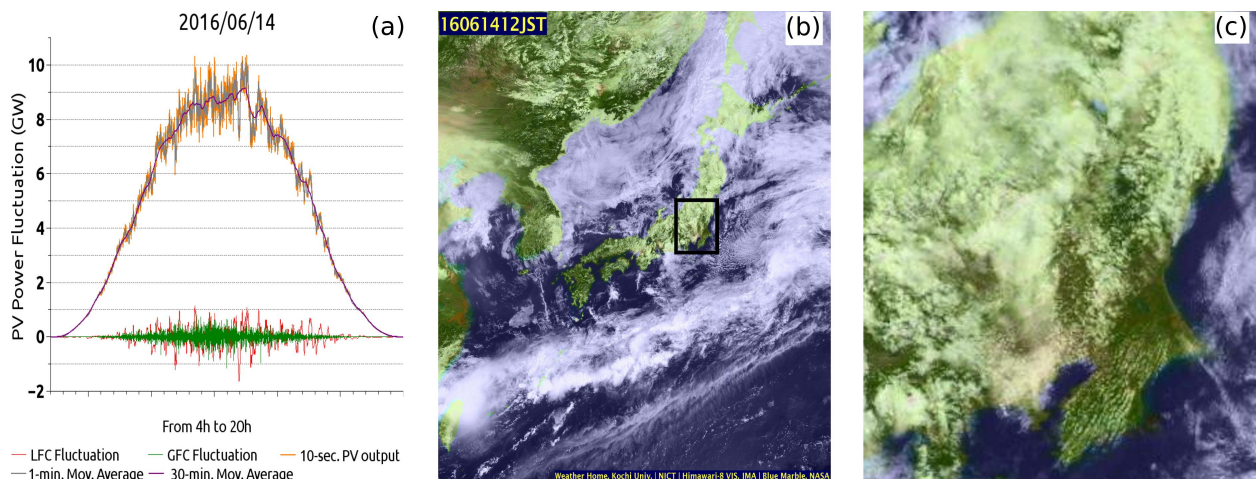 2016/06/14
(a)
PV Power Fluctuation (GW)
10
8
6
4
2
0
−2
From 4h to 20h
LFC Fluctuation
GFC Fluctuation
10-sec. PV output
1-min. Mov. Average
30-min. Mov. Average
16061412JST
(b)
Weather Home, Kochi Univ. | NICT | Himawari-8 VIS, JMA | Blue Marble, NASA
(c)